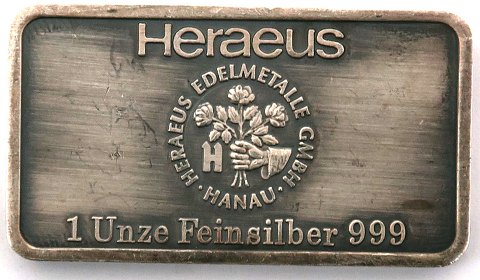 Heraeus
HERAEUS EDELMETALLE GMBH
H
· HANAU ·
1 Unze Feinsilber 999